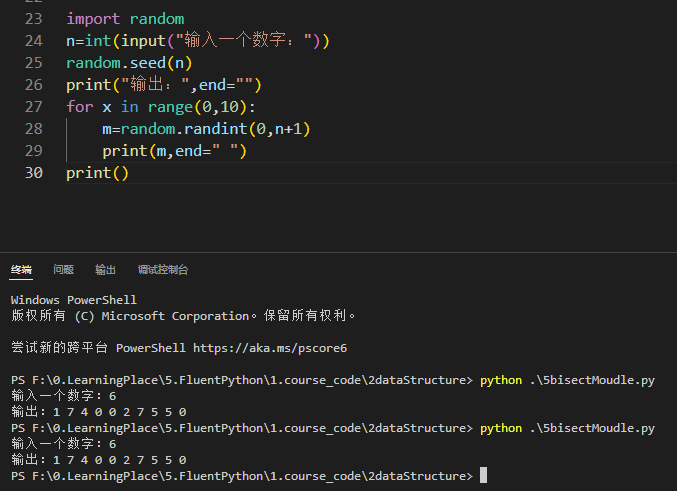 23 import random
24 n=int(input("输入一个数字: "))
25 random.seed(n)
26 print("输出: ",end="")
27 for x in range(0,10):
28     m=random.randint(0,n+1)
29     print(m,end=" ")
30 print()
终端 问题 输出 调试控制台
Windows PowerShell
版权所有 (C) Microsoft Corporation。保留所有权利。
尝试新的跨平台 PowerShell https://aka.ms/pscore6
PS F:\0.LearningPlace\5.FluentPython\1.course_code\2dataStructure> python .\5bisectMoudle.py
输入一个数字: 6
输出: 1 7 4 0 0 2 7 5 5 0
PS F:\0.LearningPlace\5.FluentPython\1.course_code\2dataStructure> python .\5bisectMoudle.py
输入一个数字: 6
输出: 1 7 4 0 0 2 7 5 5 0
PS F:\0.LearningPlace\5.FluentPython\1.course_code\2dataStructure>